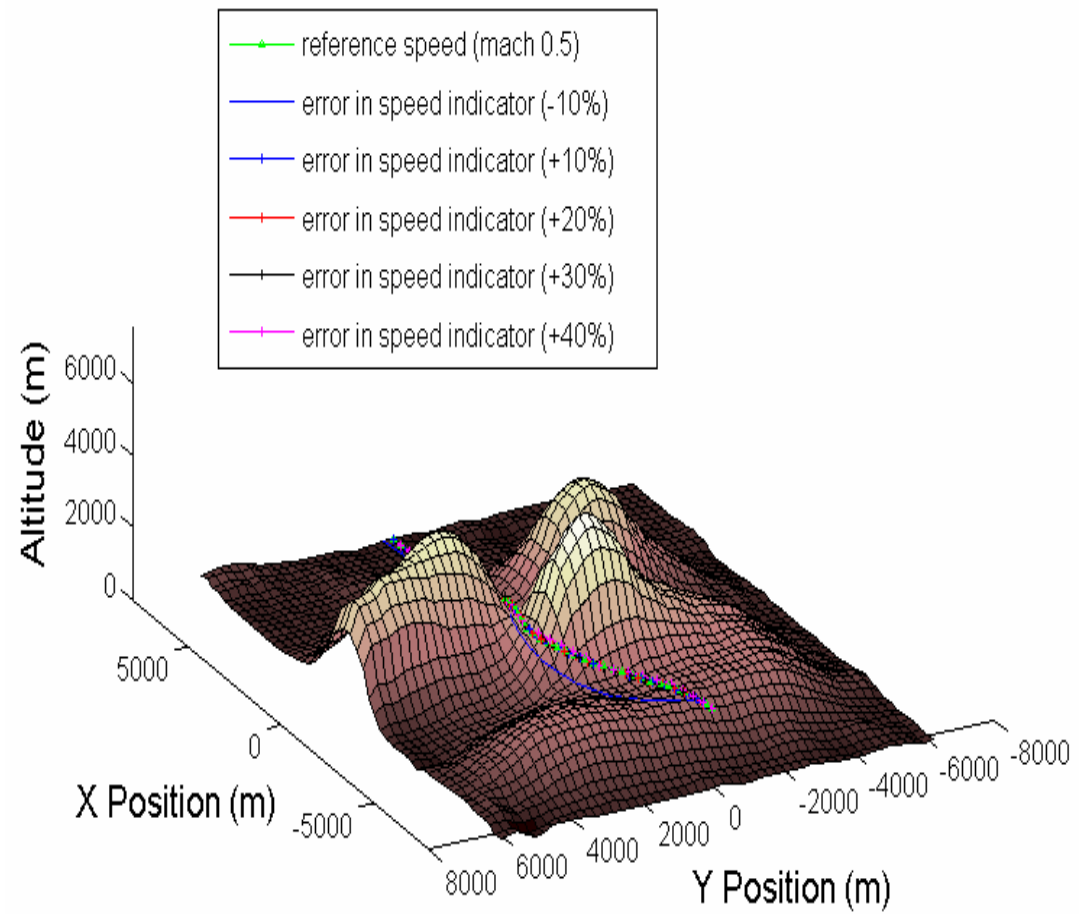 reference speed (mach 0.5)
error in speed indicator (-10%)
error in speed indicator (+10%)
error in speed indicator (+20%)
error in speed indicator (+30%)
error in speed indicator (+40%)
Altitude (m)
6000
4000
2000
0
5000
0
-5000
X Position (m)
8000
6000
4000
2000
0
-2000
-4000
-6000
-8000
Y Position (m)